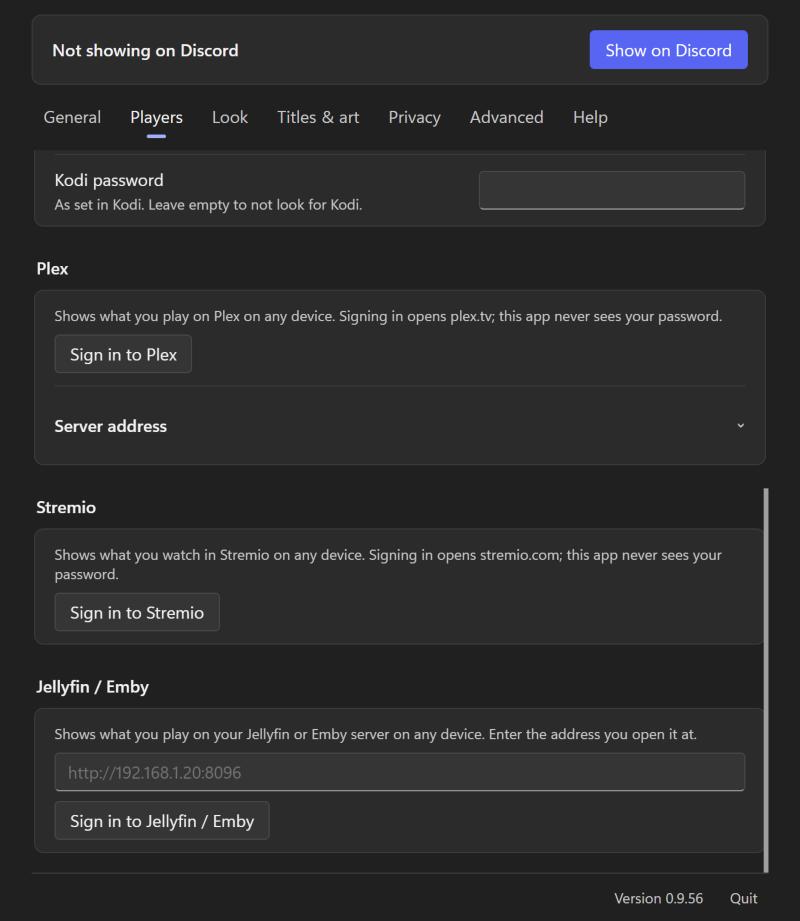 Not showing on Discord
Show on Discord
General
Players
Look
Titles & art
Privacy
Advanced
Help
Kodi password
As set in Kodi. Leave empty to not look for Kodi.
Plex
Shows what you play on Plex on any device. Signing in opens plex.tv; this app never sees your password.
Sign in to Plex
Server address
Stremio
Shows what you watch in Stremio on any device. Signing in opens stremio.com; this app never sees your
password.
Sign in to Stremio
Jellyfin / Emby
Shows what you play on your Jellyfin or Emby server on any device. Enter the address you open it at.
http://192.168.1.20:8096
Sign in to Jellyfin / Emby
Version 0.9.56
Quit